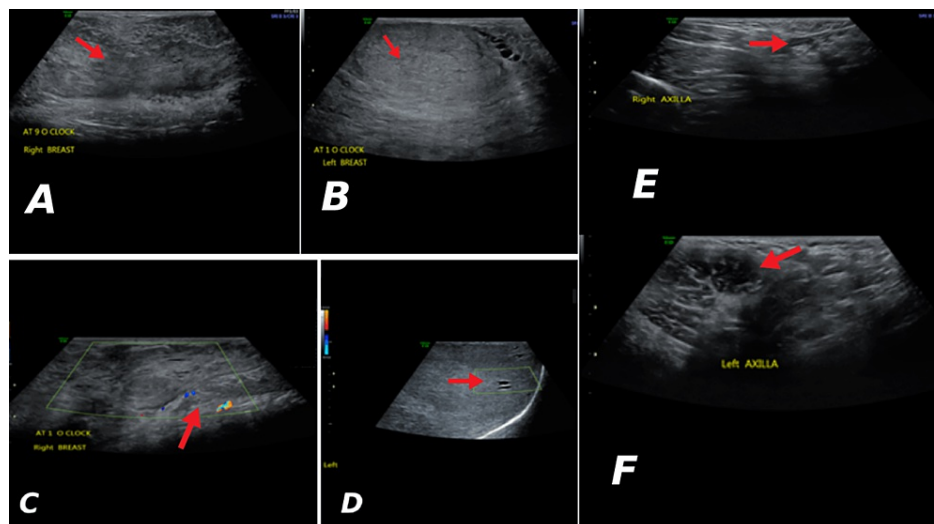 AT 9 O CLOCK
Right BREAST
A
AT 1 O CLOCK
Left BREAST
B
Right AXILLA
E
AT 1 O CLOCK
Right BREAST
C
Left
D
Left AXILLA
F